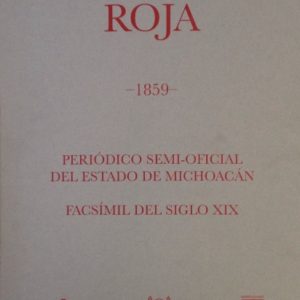 ROJA
–1859–
PERIÓDICO SEMI-OFICIAL
DEL ESTADO DE MICHOACÁN
FACSÍMIL DEL SIGLO XIX